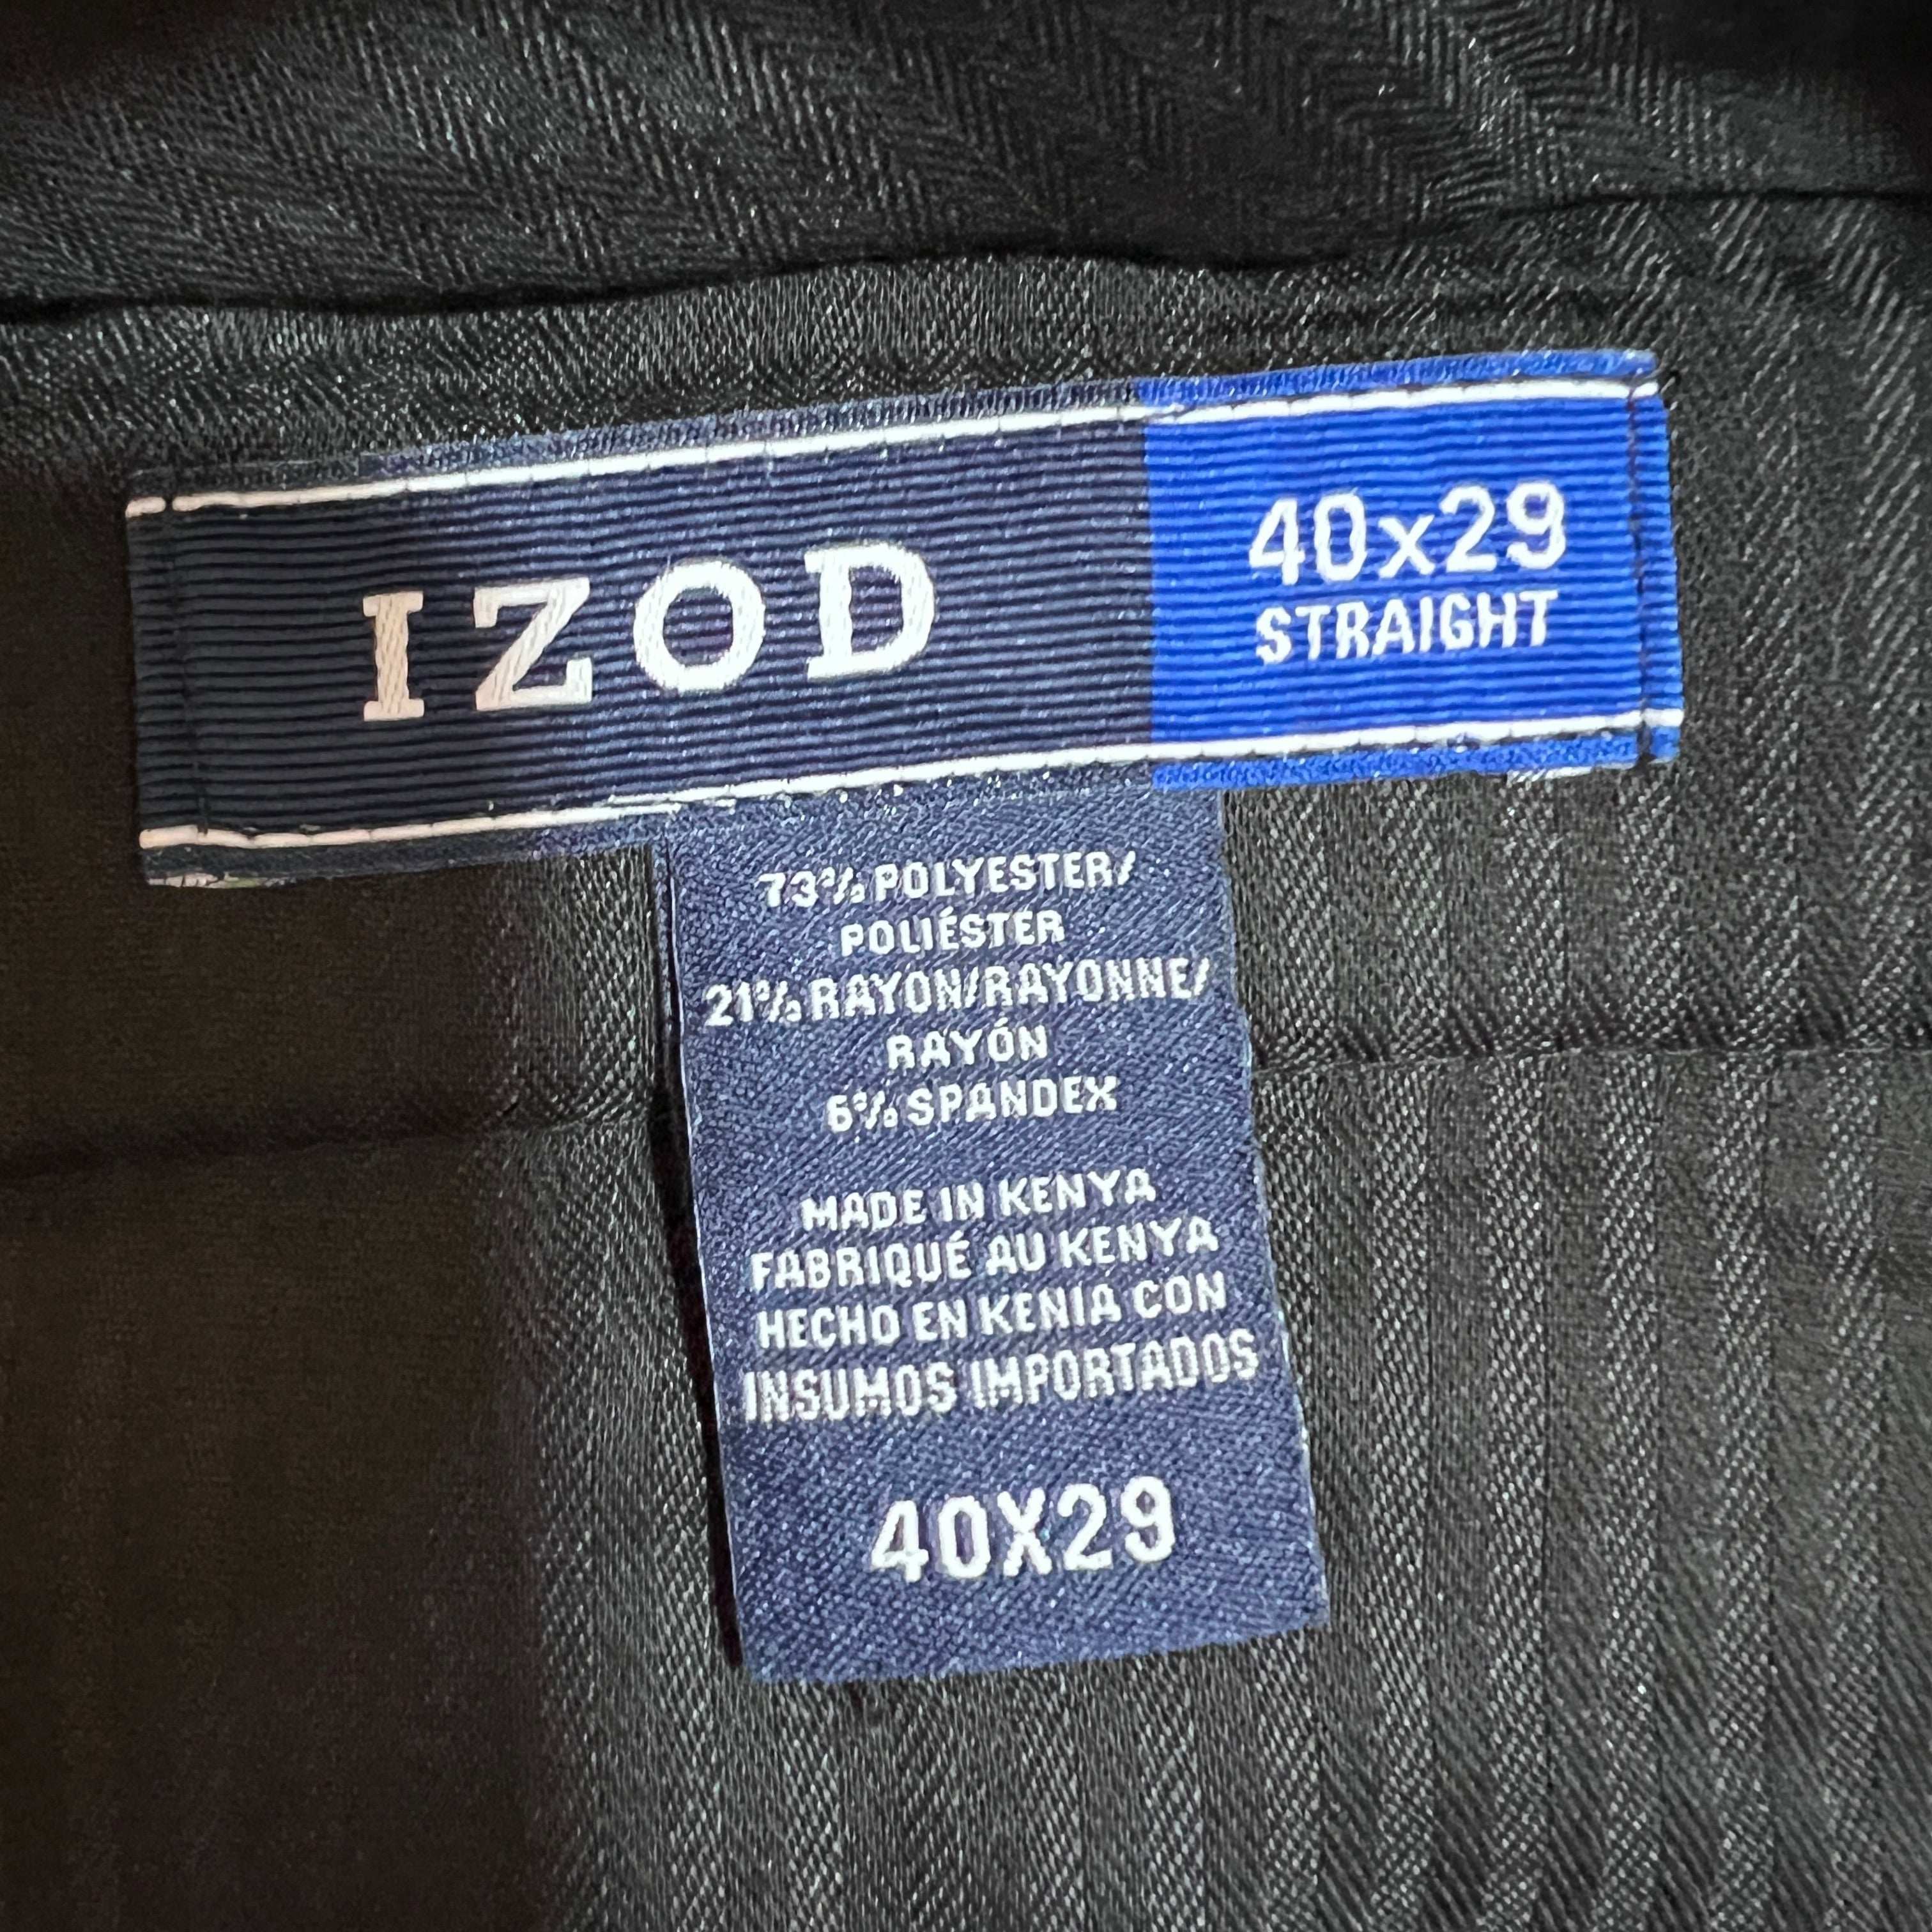 IZOD
40x29
STRAIGHT
73% POLYESTER/
POLIÉSTER
21% RAYON/RAYONNE/
RAYÓN
6% SPANDEX
MADE IN KENYA
FABRIQUÉ AU KENYA
HECHO EN KENIA CON
INSUMOS IMPORTADOS
40X29